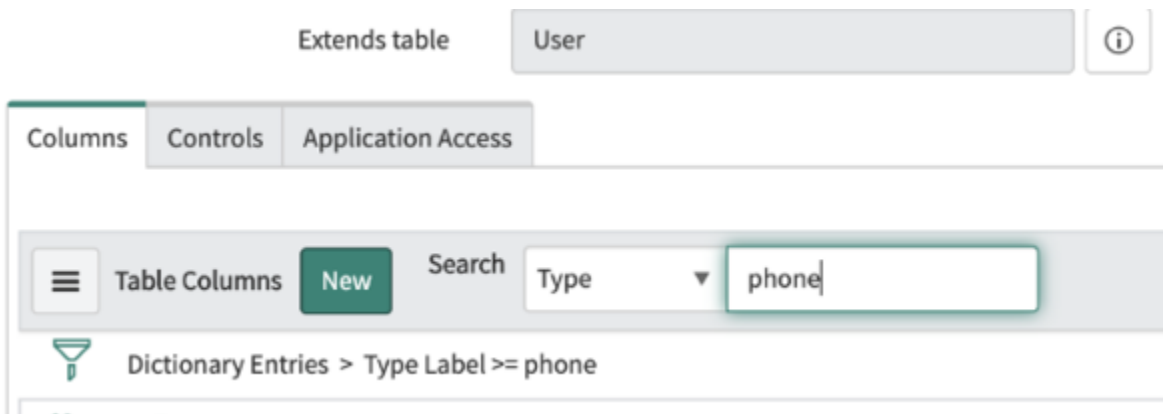 Extends table User
Columns Controls Application Access
Table Columns New Search Type phone
Dictionary Entries > Type Label >= phone